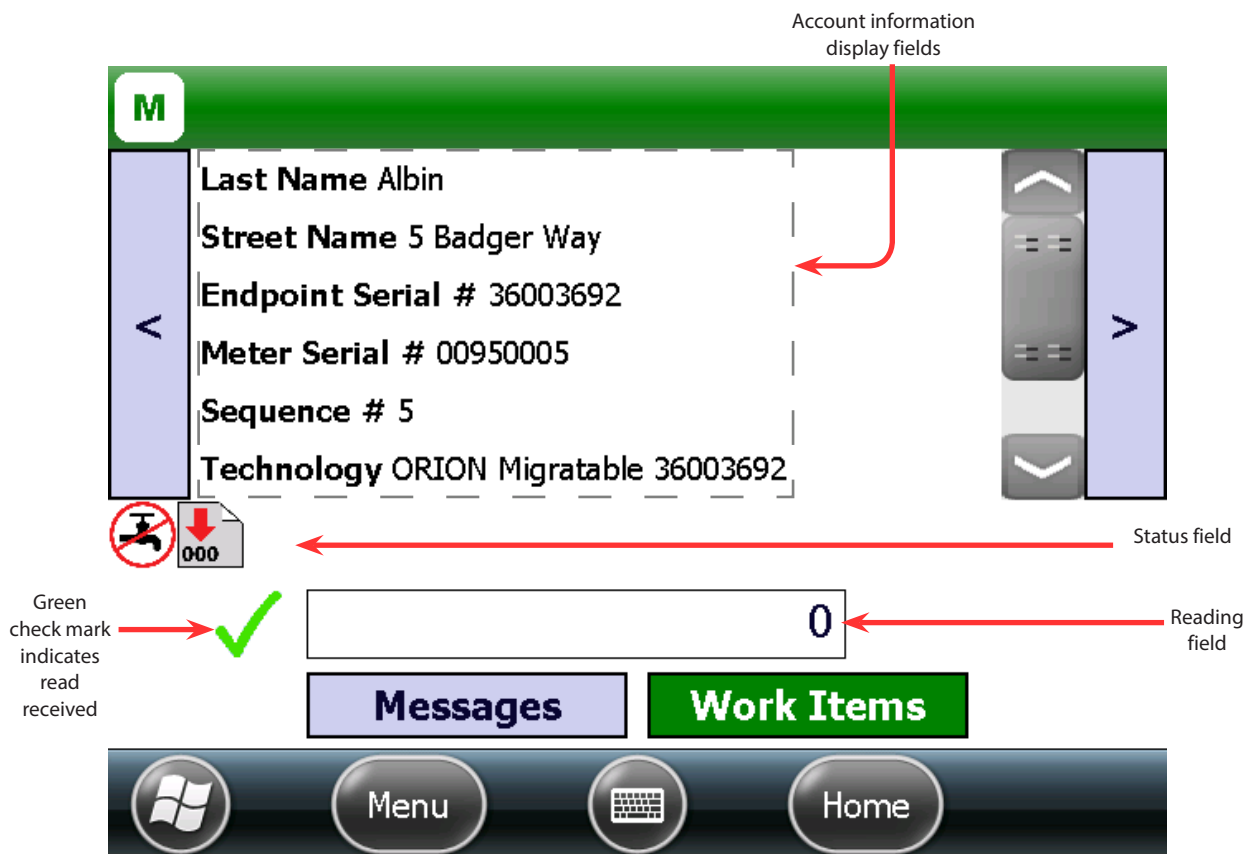 Account information
display fields
M
Last Name Albin
Street Name 5 Badger Way
Endpoint Serial # 36003692
<
>
Meter Serial # 00950005
Sequence # 5
Technology ORION Migratable 36003692
000
Status field
Green
check mark
indicates
read
received
0
Reading
field
Messages
Work Items
Menu
Home